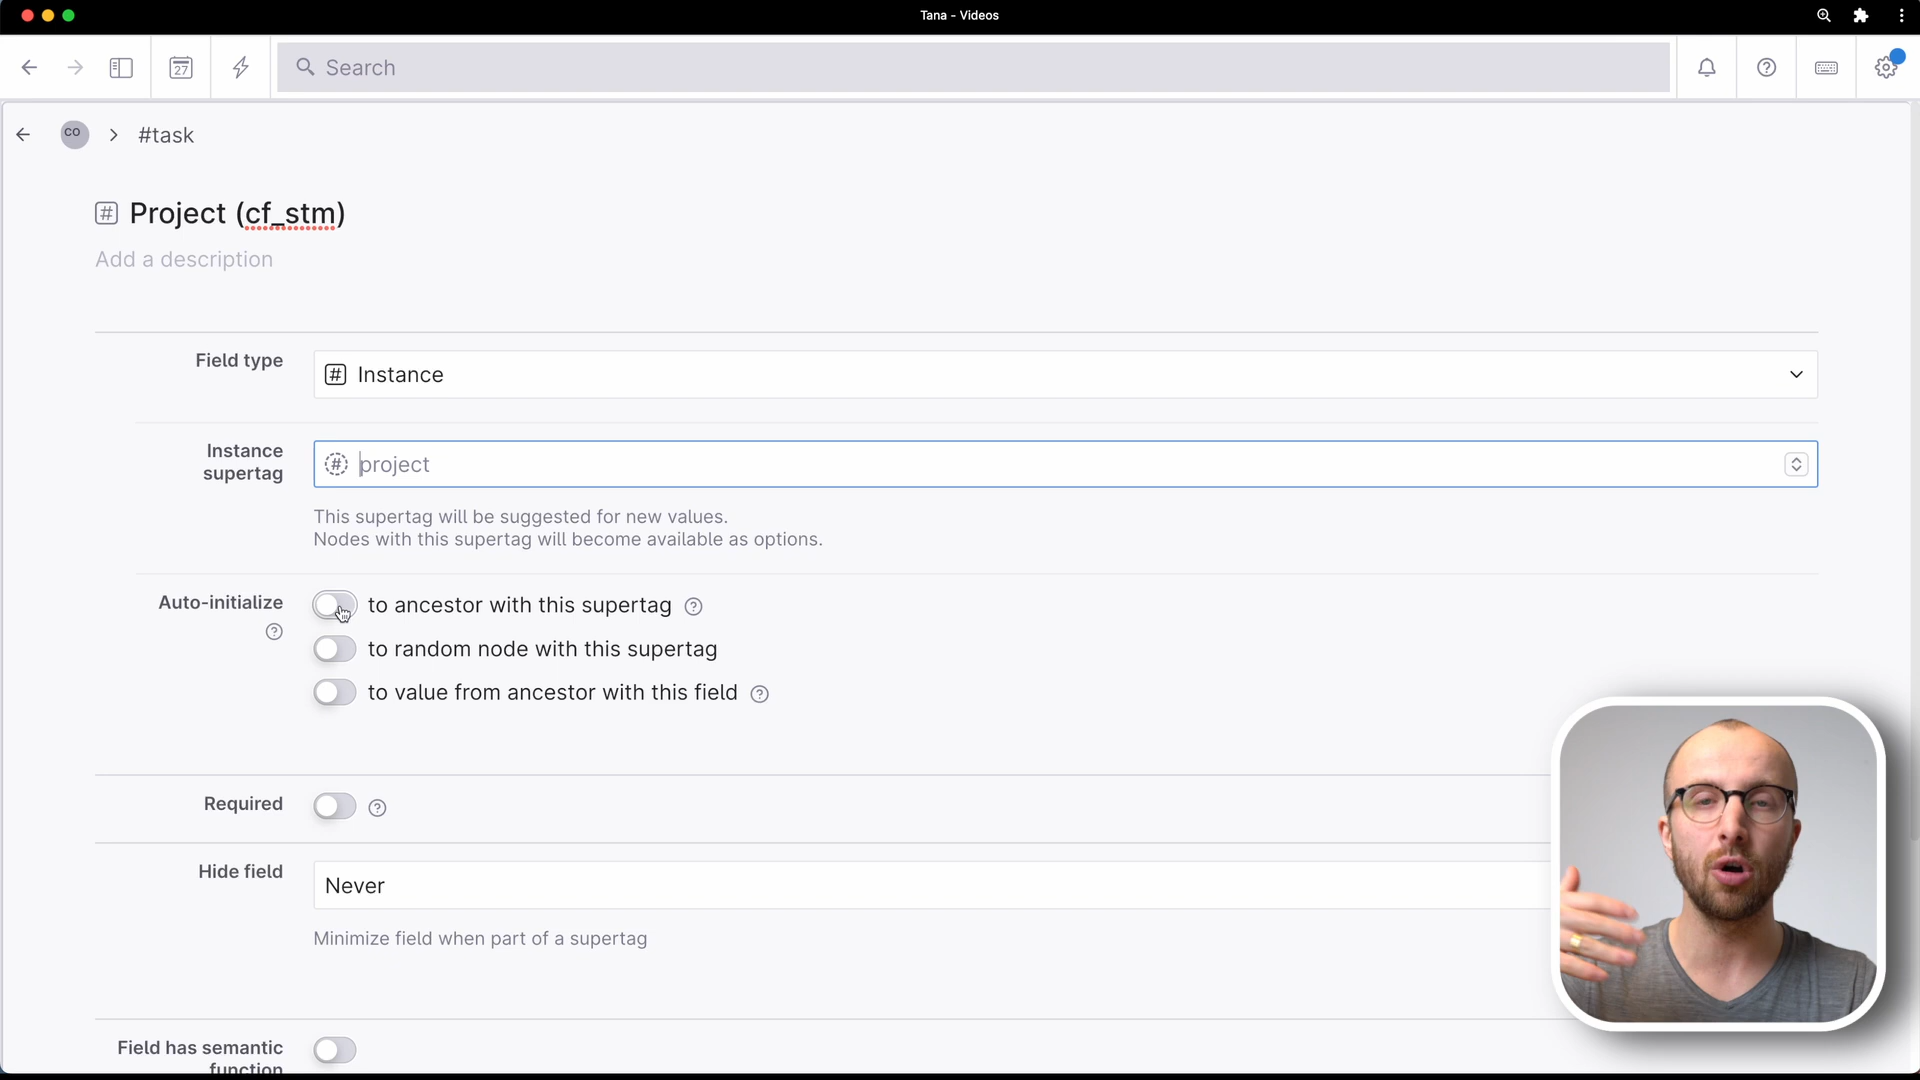 Tana - Videos
27
Search
CO
#task
# Project (cf_stm)
Add a description
Field type
# Instance
Instance
supertag
# project
This supertag will be suggested for new values.
Nodes with this supertag will become available as options.
Auto-initialize
?
to ancestor with this supertag ?
to random node with this supertag
to value from ancestor with this field ?
Required
?
Hide field
Never
Minimize field when part of a supertag
Field has semantic
function